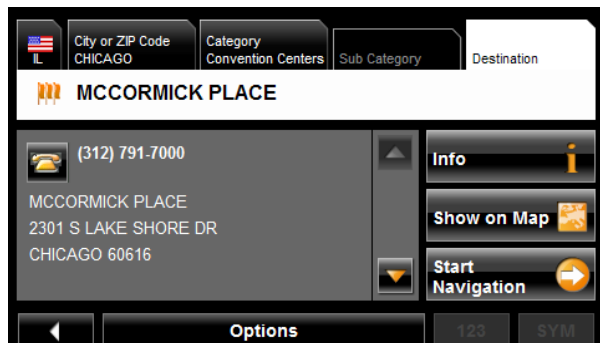 IL
City or ZIP Code
CHICAGO
Category
Convention Centers
Sub Category
Destination
MCCORMICK PLACE
(312) 791-7000
MCCORMICK PLACE
2301 S LAKE SHORE DR
CHICAGO 60616
Info
i
Show on Map
Start
Navigation
Options
123
SYM